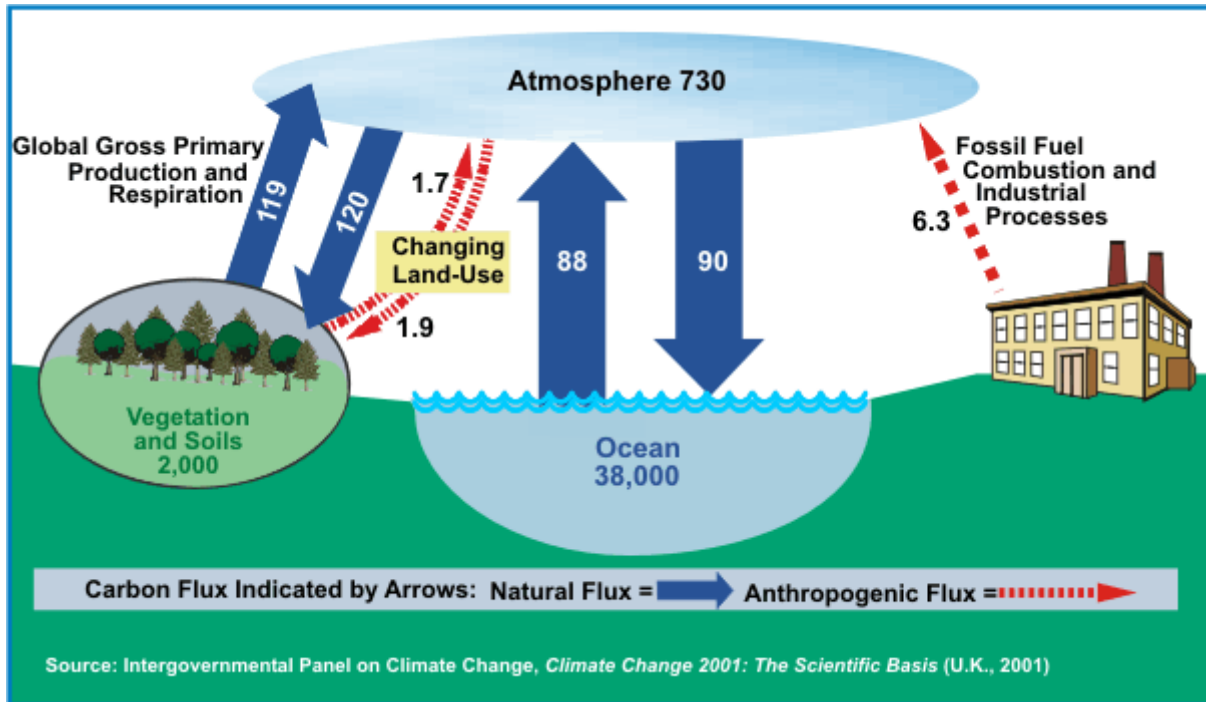 Atmosphere 730
Global Gross Primary
Production and
Respiration
119
120
1.7
Changing
Land-Use
1.9
88
90
Fossil Fuel
Combustion and
Industrial
Processes
6.3
Vegetation
and Soils
2,000
Ocean
38,000
Carbon Flux Indicated by Arrows: Natural Flux = Anthropogenic Flux =
Source: Intergovernmental Panel on Climate Change, Climate Change 2001: The Scientific Basis (U.K., 2001)